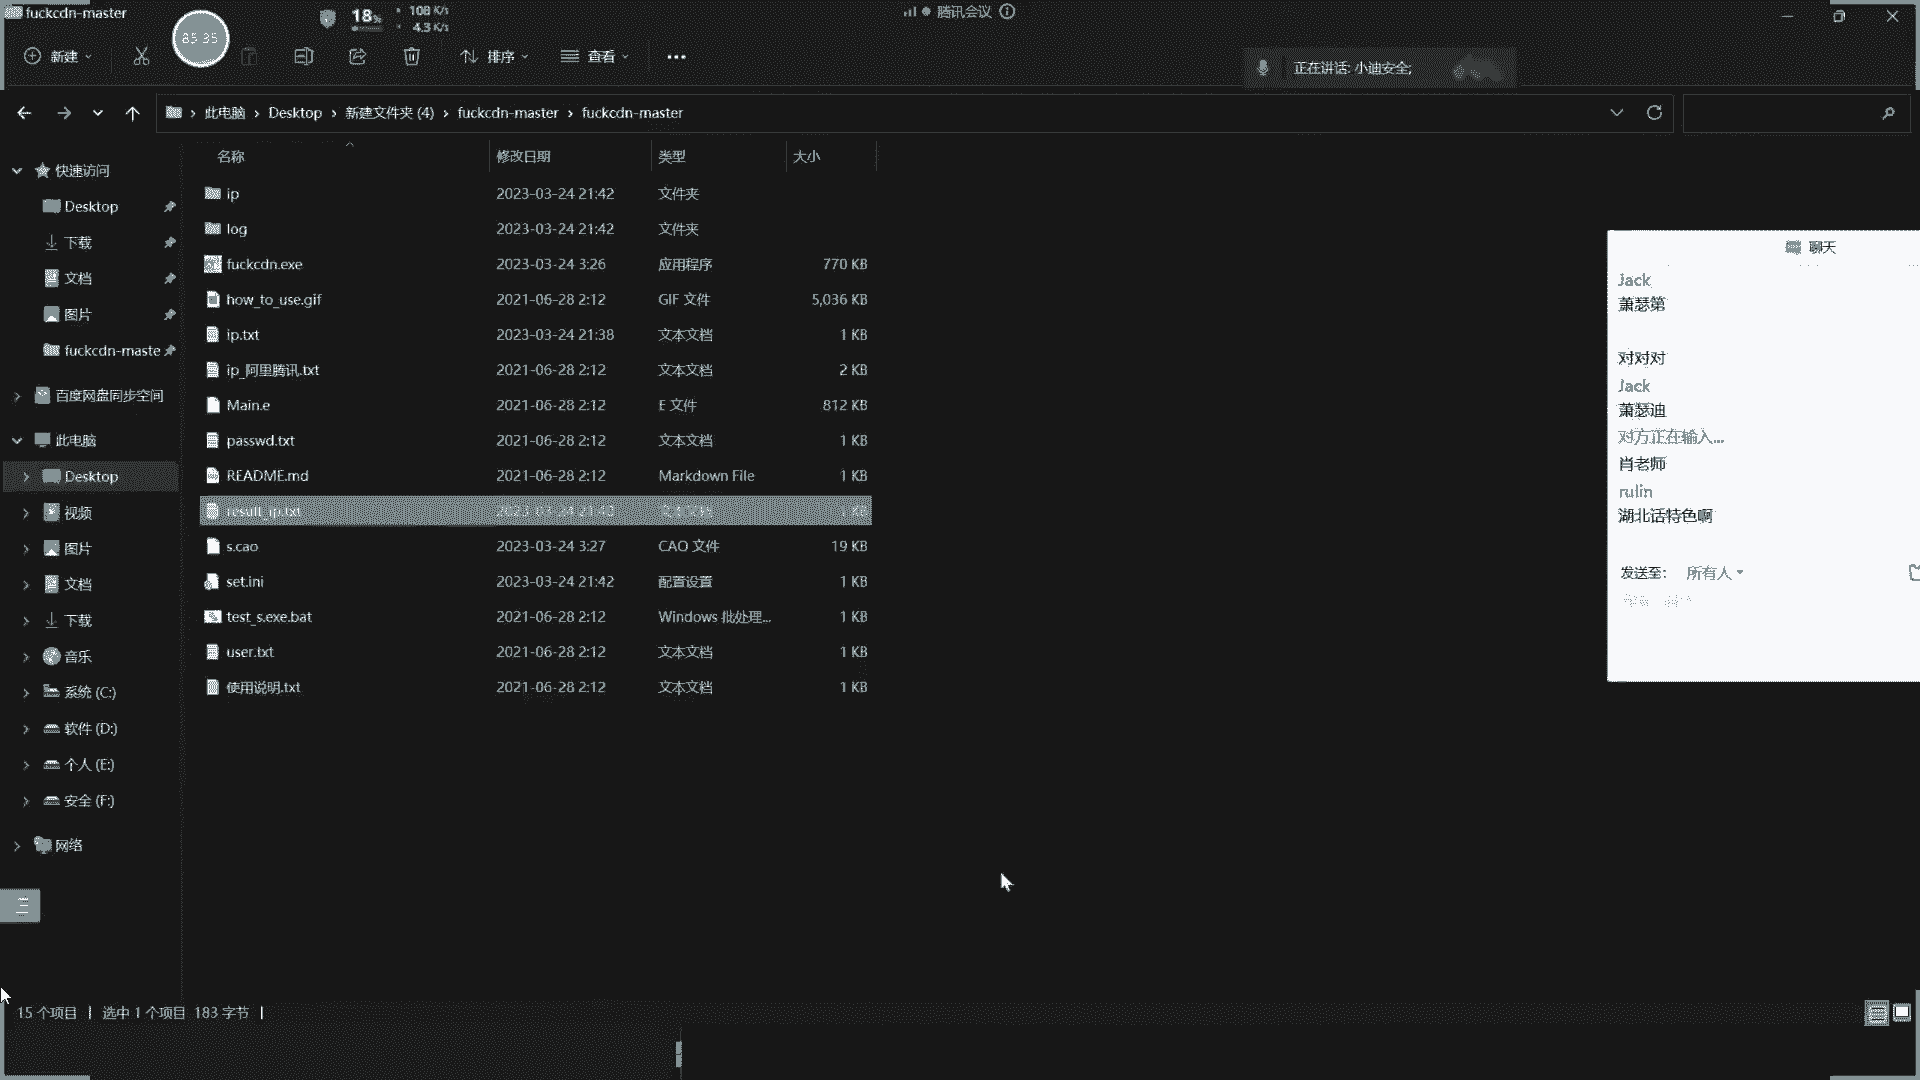 fuckcdn-master
85 35
18%
108 K/s
4.3 K/s
腾讯会议
新建
排序
查看
正在讲话: 小迪安全;
此电脑 > Desktop > 新建文件夹 (4) > fuckcdn-master > fuckcdn-master
名称 修改日期 类型 大小
快速访问
Desktop
下载
文档
图片
fuckcdn-maste
百度网盘同步空间
此电脑
Desktop
视频
图片
文档
下载
音乐
系统 (C:)
软件 (D:)
个人 (E:)
安全 (F:)
网络
ip 2023-03-24 21:42 文件夹
log 2023-03-24 21:42 文件夹
fuckcdn.exe 2023-03-24 3:26 应用程序 770 KB
how_to_use.gif 2021-06-28 2:12 GIF 文件 5,036 KB
ip.txt 2023-03-24 21:38 文本文档 1 KB
ip_阿里腾讯.txt 2021-06-28 2:12 文本文档 2 KB
Main.e 2021-06-28 2:12 E 文件 812 KB
passwd.txt 2021-06-28 2:12 文本文档 1 KB
README.md 2021-06-28 2:12 Markdown File 1 KB
result_ip.txt 1 KB
s.cao 2023-03-24 3:27 CAO 文件 19 KB
set.ini 2023-03-24 21:42 配置设置 1 KB
test_s.exe.bat 2021-06-28 2:12 Windows 批处理... 1 KB
user.txt 2021-06-28 2:12 文本文档 1 KB
使用说明.txt 2021-06-28 2:12 文本文档 1 KB
聊天
Jack
萧瑟第
对对对
Jack
萧瑟迪
对方正在输入...
肖老师
rulin
湖北话特色啊
发送至: 所有人
15 个项目 | 选中 1 个项目 183 字节 |